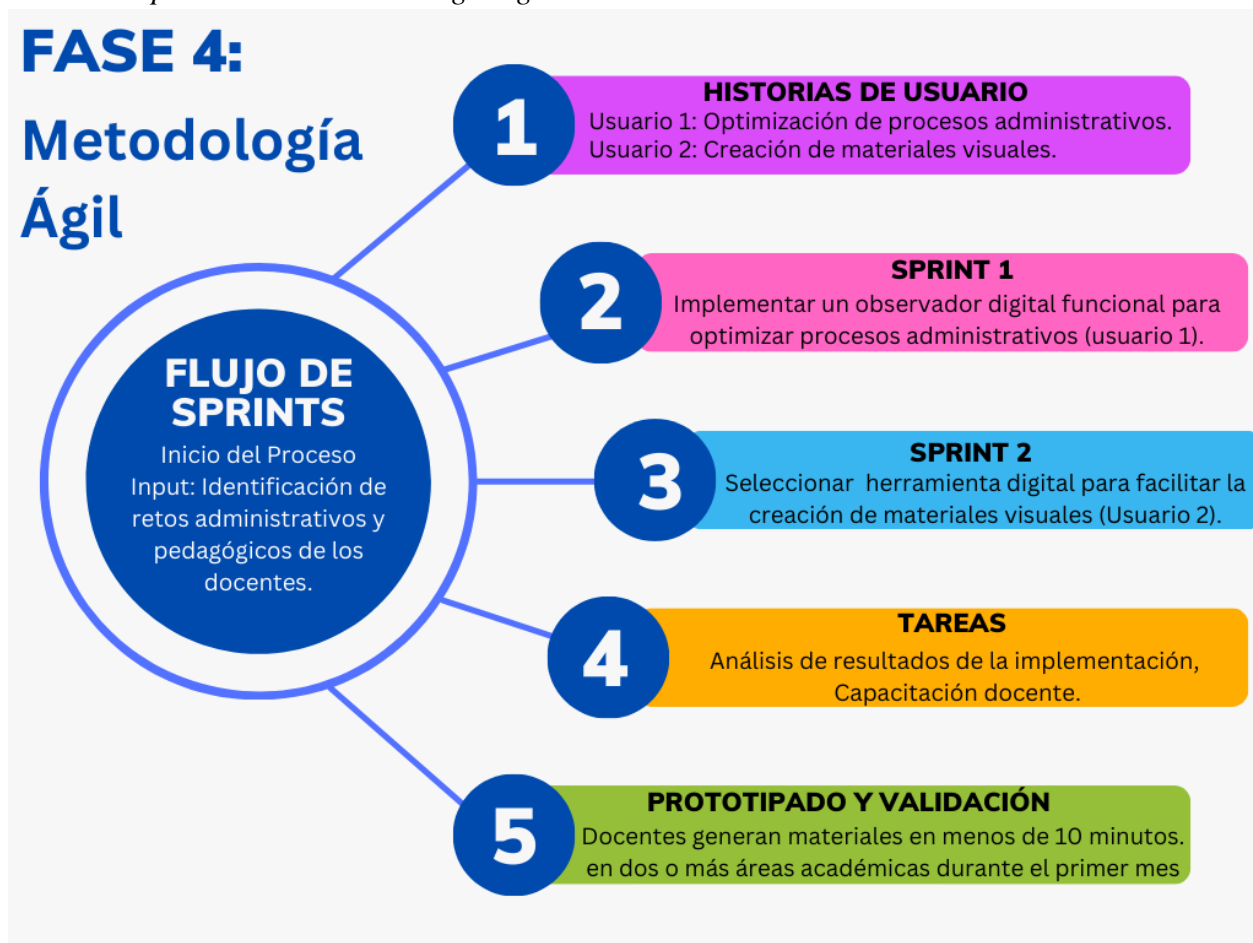 FASE 4:
Metodología
Ágil
FLUJO DE
SPRINTS
Inicio del Proceso
Input: Identificación de
retos administrativos y
pedagógicos de los
docentes.
1
HISTORIAS DE USUARIO
Usuario 1: Optimización de procesos administrativos.
Usuario 2: Creación de materiales visuales.
2
SPRINT 1
Implementar un observador digital funcional para
optimizar procesos administrativos (usuario 1).
3
SPRINT 2
Seleccionar herramienta digital para facilitar la
creación de materiales visuales (Usuario 2).
4
TAREAS
Análisis de resultados de la implementación,
Capacitación docente.
5
PROTOTIPADO Y VALIDACIÓN
Docentes generan materiales en menos de 10 minutos.
en dos o más áreas académicas durante el primer mes